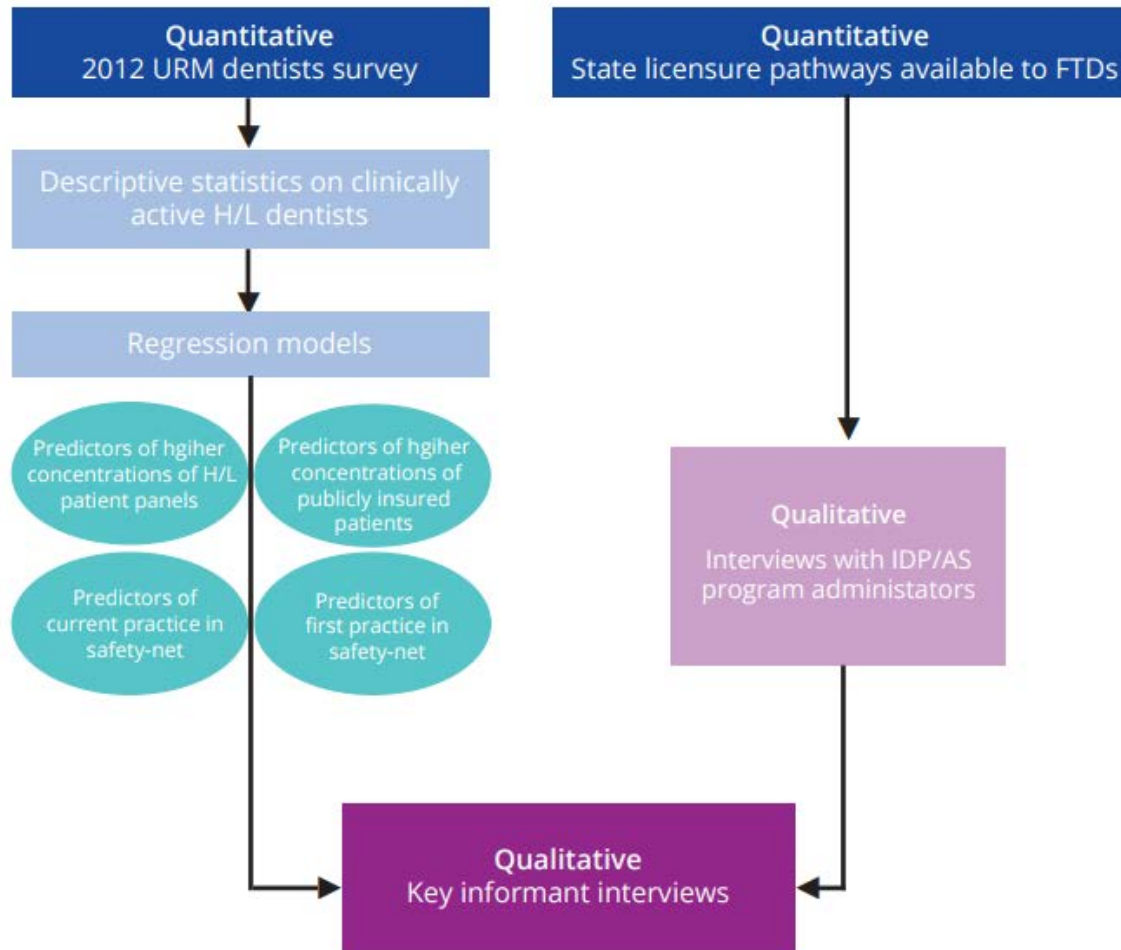 Quantitative
2012 URM dentists survey
Descriptive statistics on clinically
active H/L dentists
Regression models
Predictors of hgiher
concentrations of H/L
patient panels
Predictors of hgiher
concentrations of
publicly insured
patients
Predictors of
current practice in
safety-net
Predictors of
first practice in
safety-net
Quantitative
State licensure pathways available to FTDs
Qualitative
Interviews with IDP/AS
program administators
Qualitative
Key informant interviews